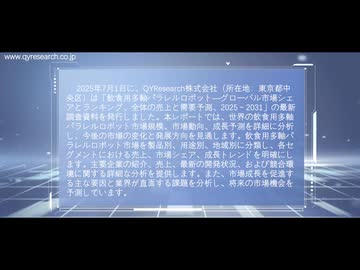 www.qyresearch.co.jp
2025年7月1日に、QYResearch株式会社（所在地　東京都中
央区）は「飲食用多軸パラレルロボット―グローバル市場シェ
アとランキング、全体の売上と需要予測、2025～2031」の最新
調査資料を発行しました。本レポートでは、世界の飲食用多軸
パラレルロボット市場規模、市場動向、成長予測を詳細に分析
し、今後の市場の変化と発展方向を見通します。飲食用多軸パ
ラレルロボット市場を製品別、用途別、地域別に分類し、各セ
グメントにおける売上、市場シェア、成長トレンドを明確にし
ます。主要企業の紹介、売上、最新の開発状況、および競合環
境に関する詳細な分析を提供します。また、市場成長を促進す
る主な要因と業界が直面する課題を分析し、将来の市場機会を
予測しています。